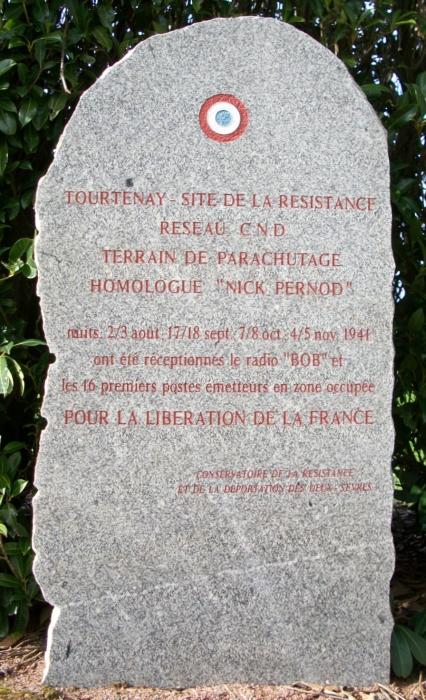 TOURTENAY - SITE DE LA RESISTANCE
RESEAU C.N.D
TERRAIN DE PARACHUTAGE
HOMOLOGUE "NICK PERNOD"
nuits, 2/3 aout, 17/18 sept, 7/8 oct, 4/5 nov, 1941
ont été réceptionnés le radio "BOB" et
les 16 premiers postes émetteurs en zone occupée
POUR LA LIBERATION DE LA FRANCE
CONSERVATOIRE DE LA RESISTANCE
ET DE LA DEPORTATION DES DEUX - SEVRES